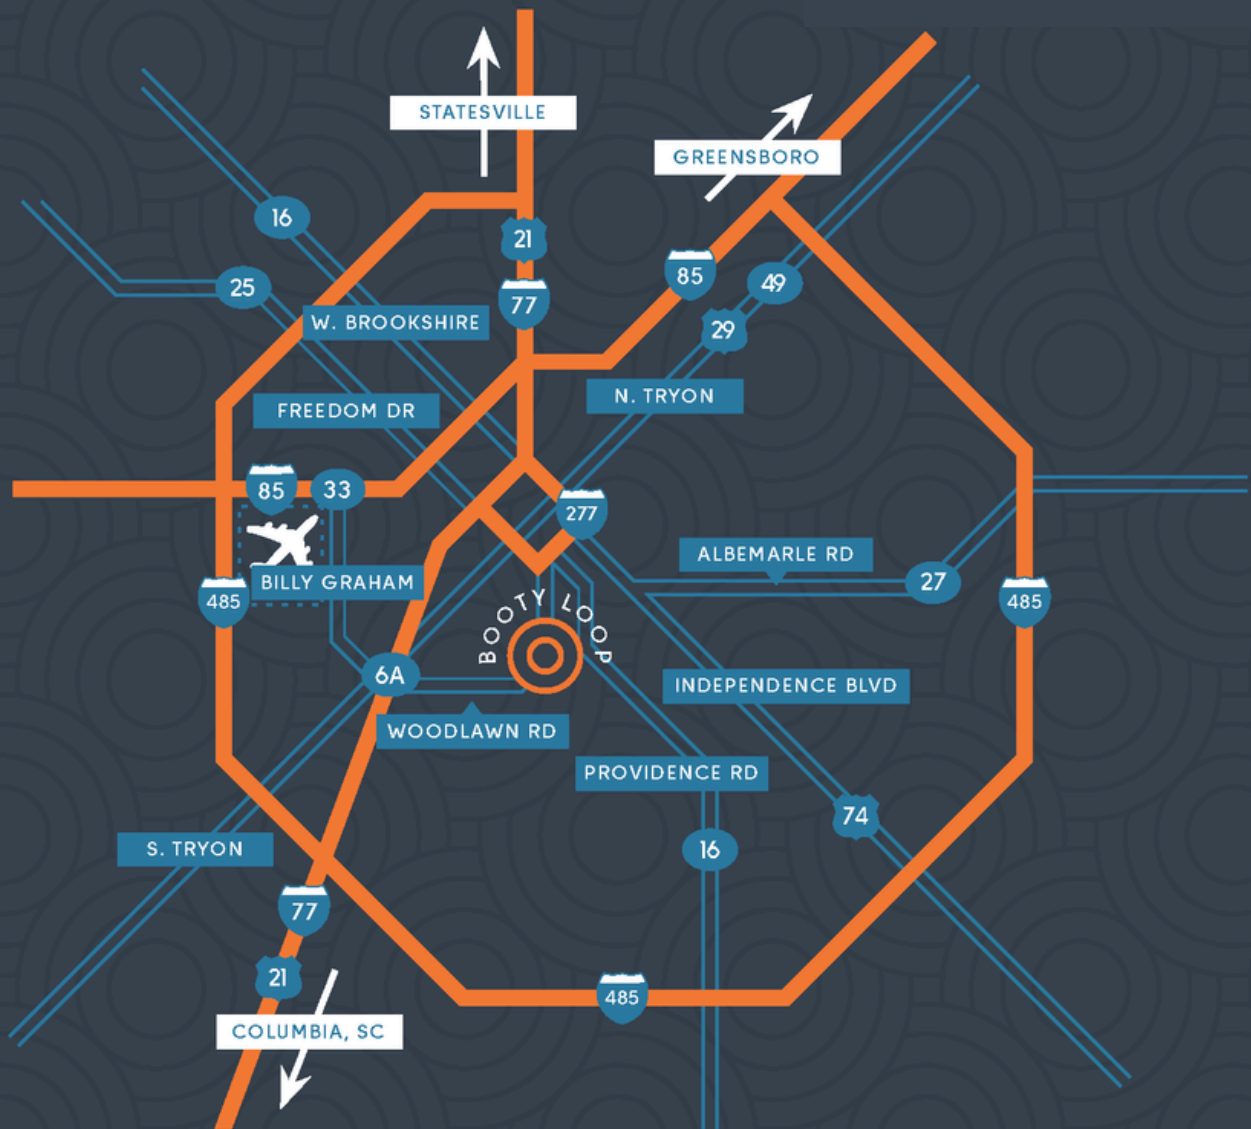 STATESVILLE
GREENSBORO
16
21
85
49
25
77
W. BROOKSHIRE
29
N. TRYON
FREEDOM DR
85
33
277
ALBEMARLE RD
BILLY GRAHAM
27
485
485
BOOTY LOOP
6A
INDEPENDENCE BLVD
WOODLAWN RD
PROVIDENCE RD
74
S. TRYON
16
77
21
485
COLUMBIA, SC